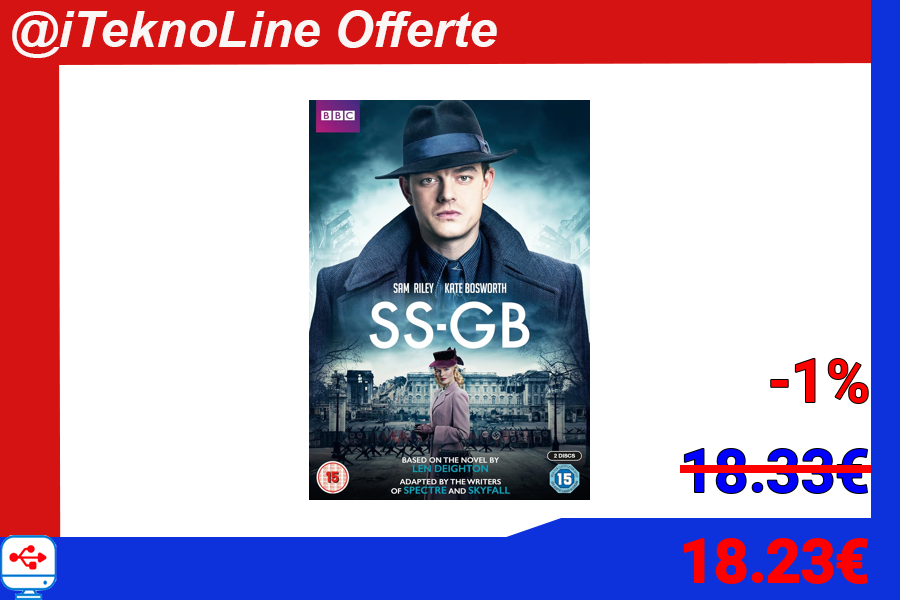 @iTeknoLine Offerte
BBC
SAM RILEY KATE BOSWORTH
SS-GB
2 DISCS
BASED ON THE NOVEL BY
LEN DEIGHTON
ADAPTED BY THE WRITERS
OF SPECTRE AND SKYFALL
15
15
-1%
18.33€
18.23€